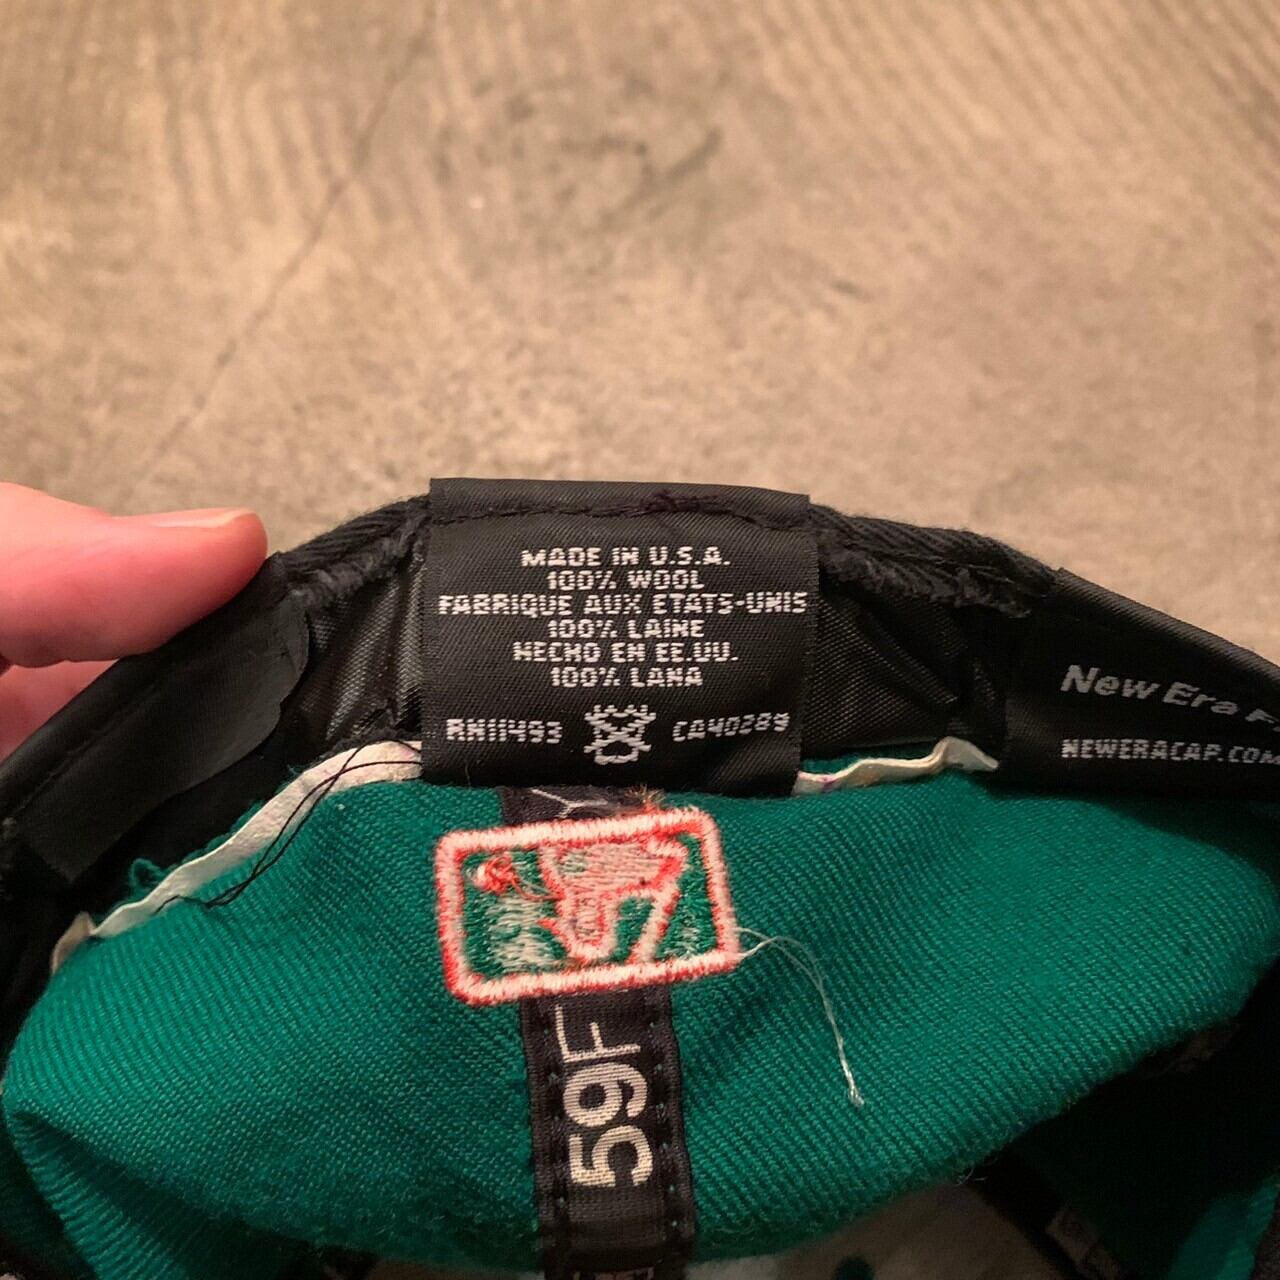 MADE IN U.S.A.
100% WOOL
FABRIQUE AUX ETATS-UNIS
100% LAINE
HECHO EN EE.UU.
100% LANA
RN11493 CA40289
New Era
NEWERACAP.COM
59F